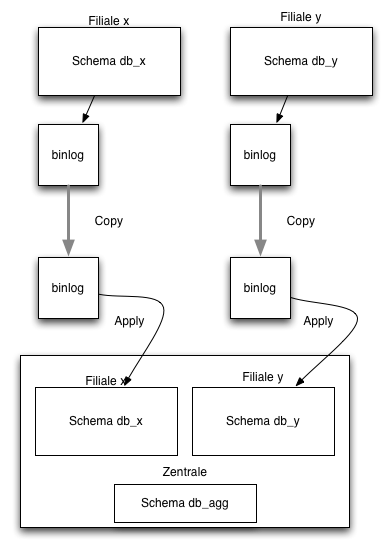 Filiale x
Filiale y
Schema db_x
Schema db_y
binlog
binlog
Copy
Copy
binlog
binlog
Apply
Apply
Filiale x
Filiale y
Schema db_x
Schema db_y
Zentrale
Schema db_agg